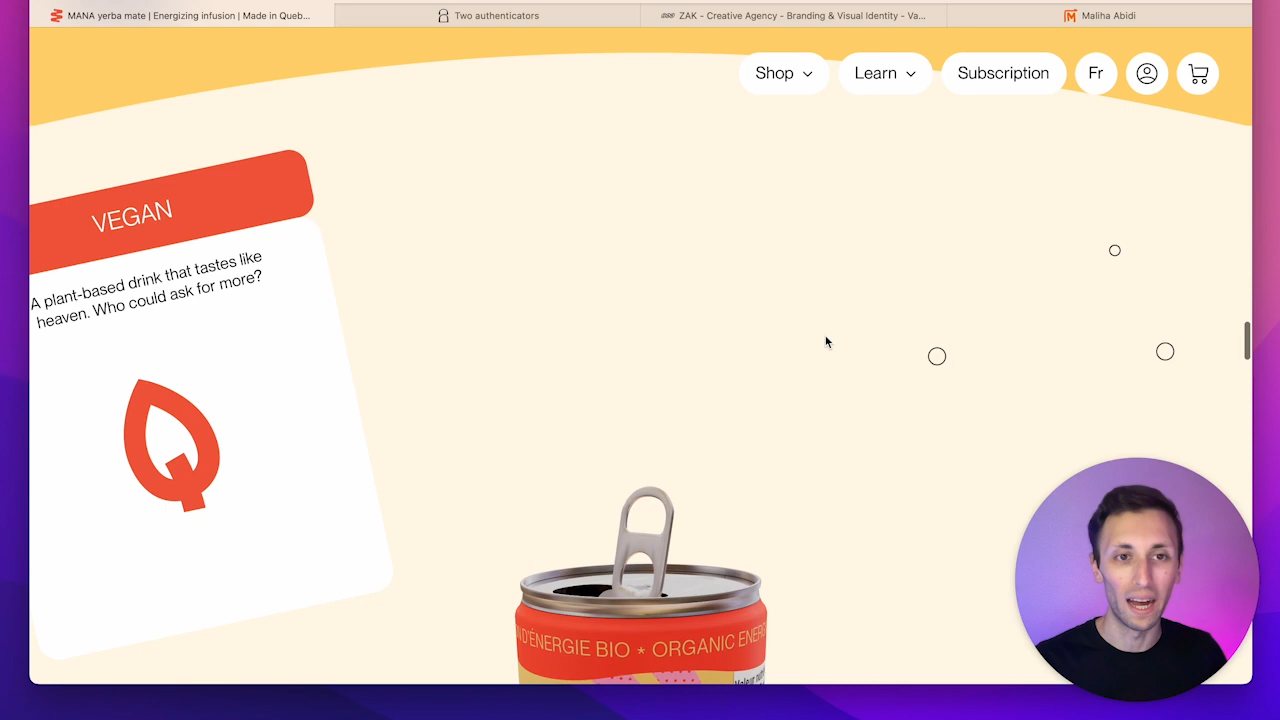 MANA yerba mate | Energizing infusion | Made in Queb...
Two authenticators
ZAK - Creative Agency - Branding & Visual Identity - Va...
Maliha Abidi
Shop
Learn
Subscription
Fr
VEGAN
A plant-based drink that tastes like
heaven. Who could ask for more?
N D'ÉNERGIE BIO * ORGANIC ENERG